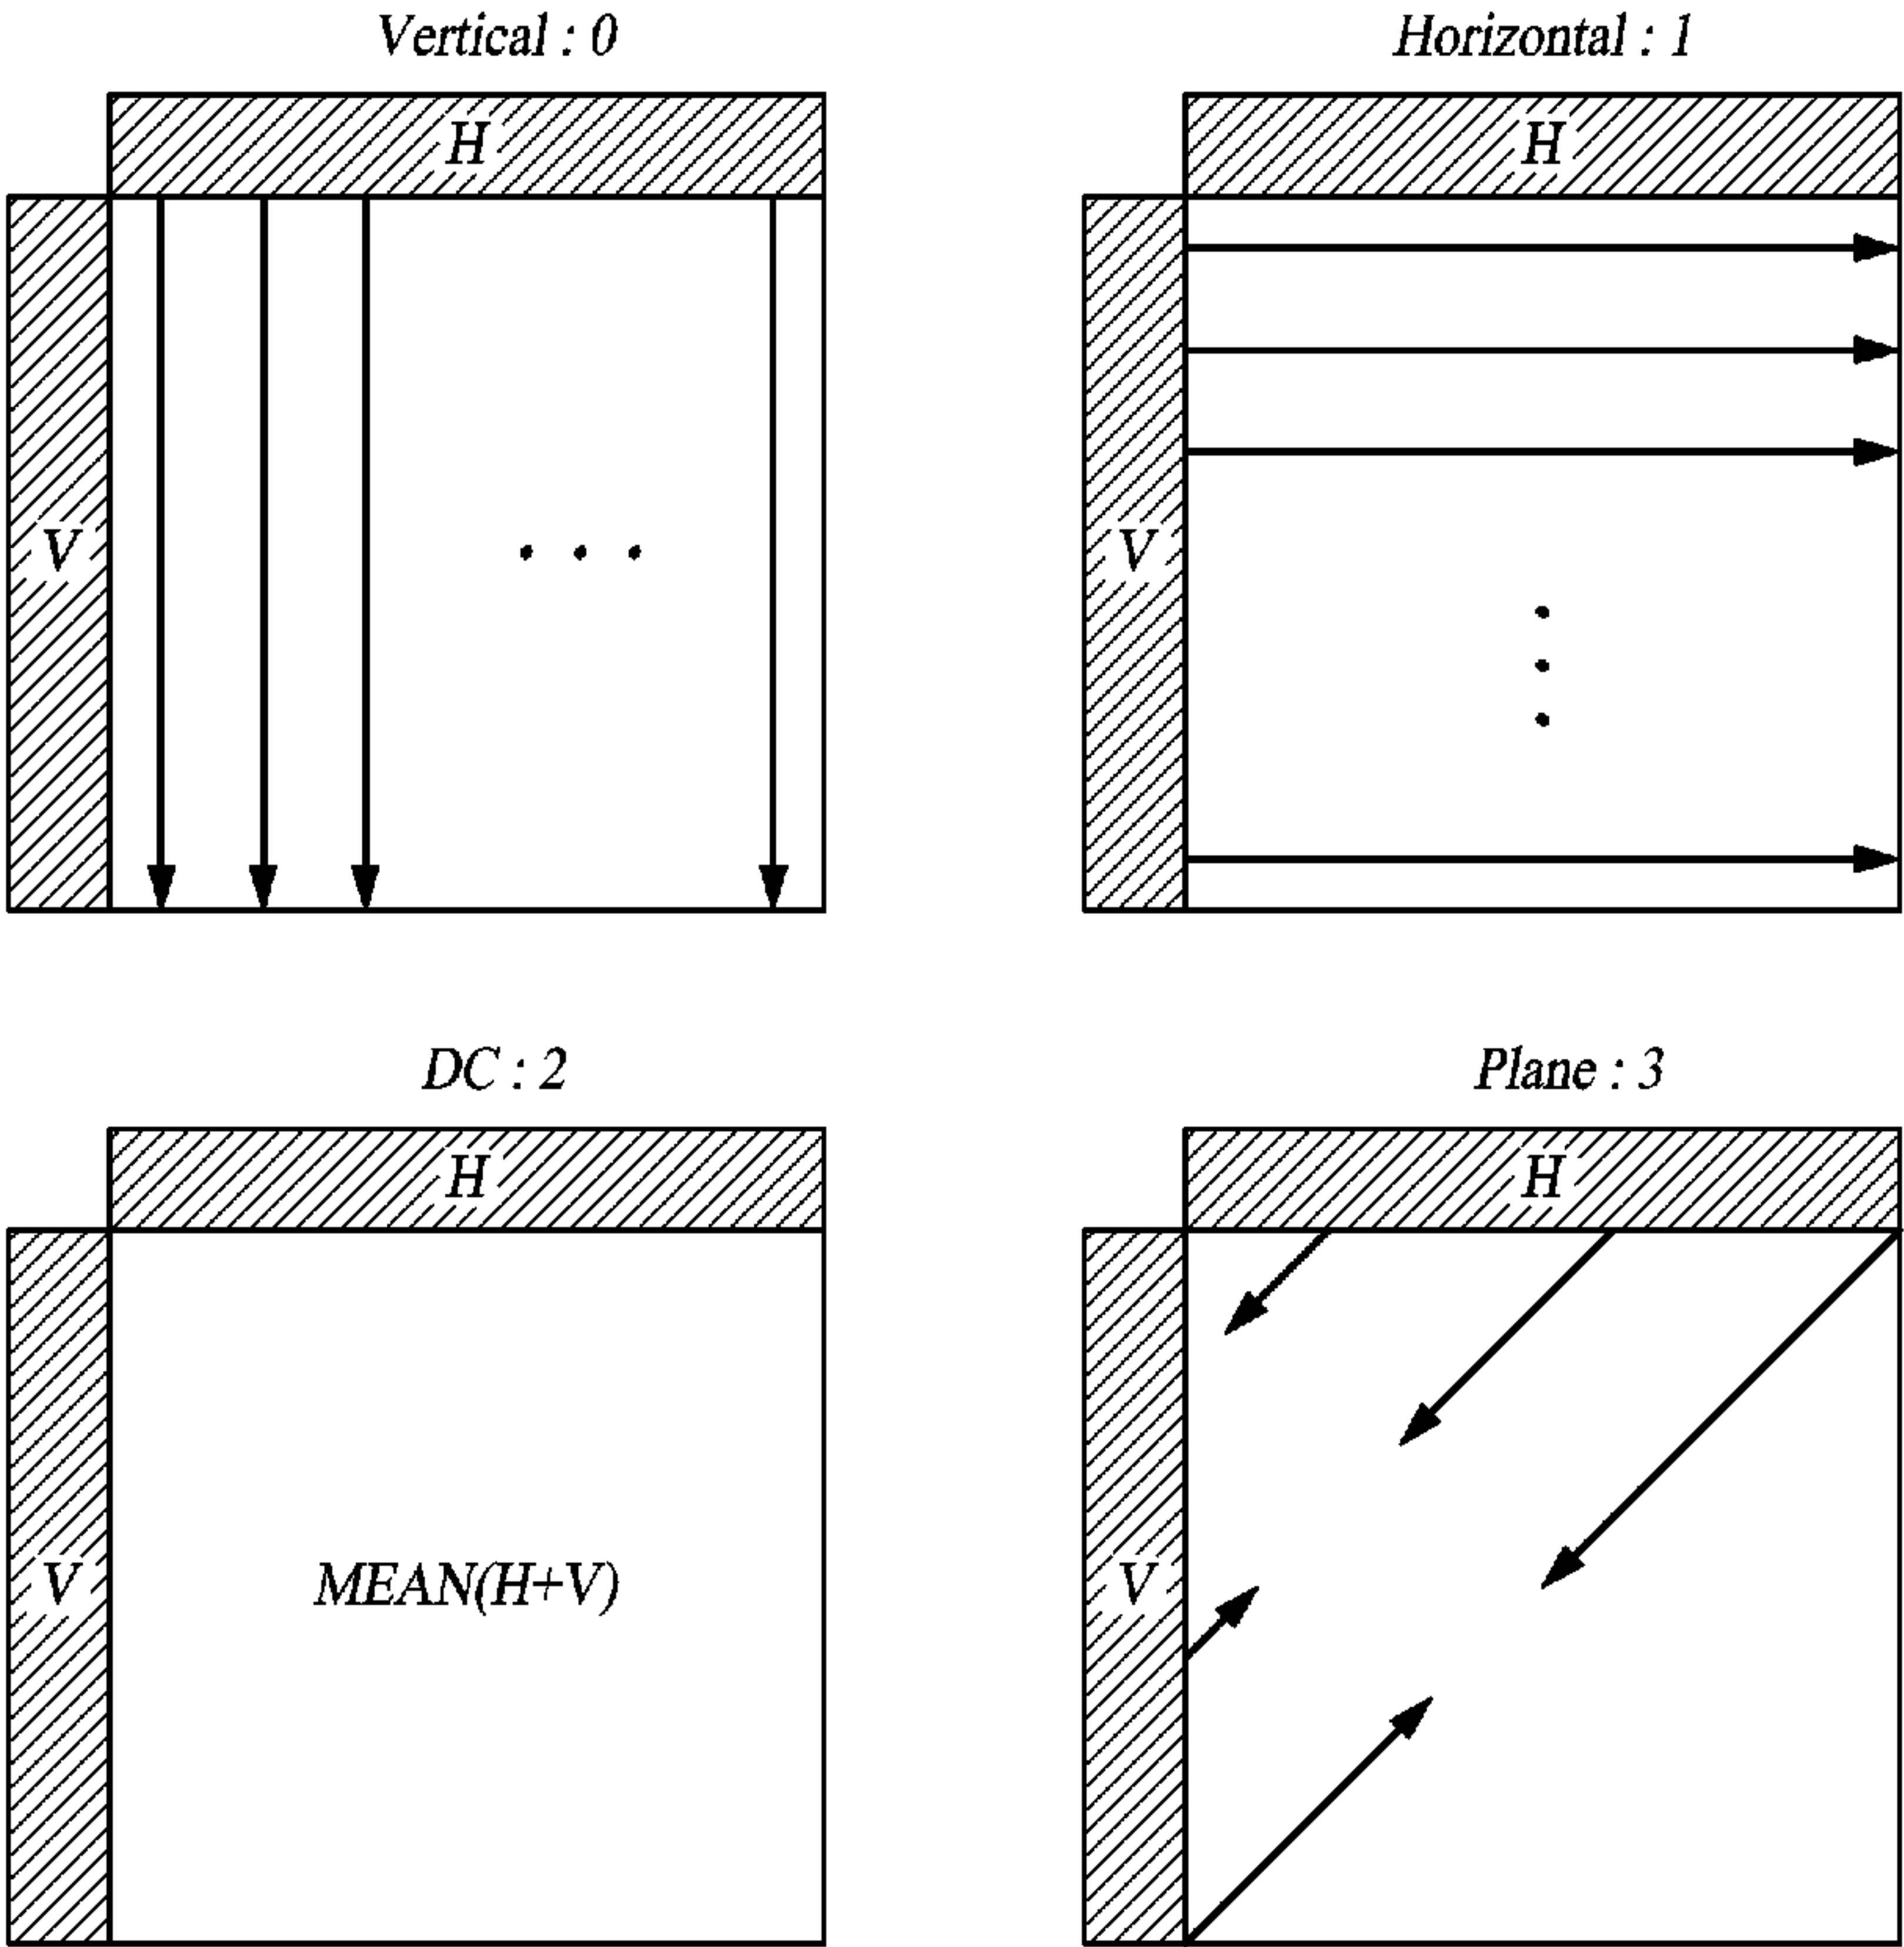 Vertical : 0
H
V
Horizontal : 1
H
V
DC : 2
H
V
MEAN(H+V)
Plane : 3
H
V